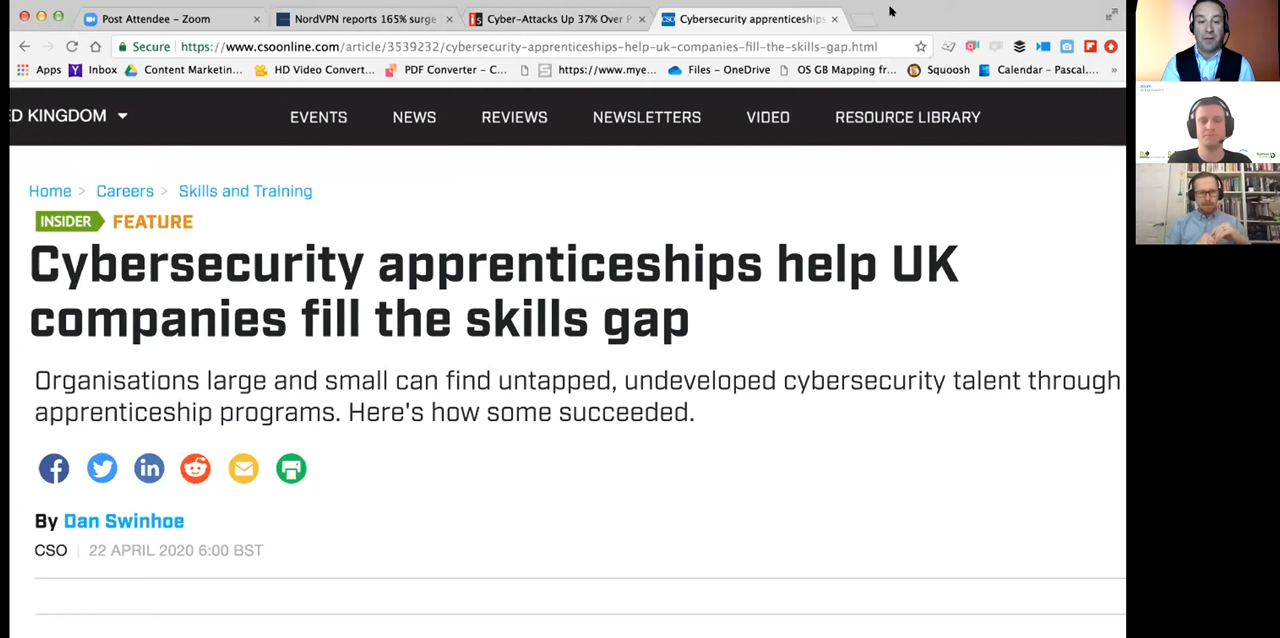 Post Attendee - Zoom
NordVPN reports 165% surge
Cyber-Attacks Up 37% Over P
Cybersecurity apprenticeships
Secure https://www.csoonline.com/article/3539232/cybersecurity-apprenticeships-help-uk-companies-fill-the-skills-gap.html
Apps Inbox Content Marketin... HD Video Convert... PDF Converter - C... https://www.mye... Files - OneDrive OS GB Mapping fr... Squoosh Calendar - Pascal.... »
D KINGDOM EVENTS NEWS REVIEWS NEWSLETTERS VIDEO RESOURCE LIBRARY
Home > Careers > Skills and Training
INSIDER FEATURE
Cybersecurity apprenticeships help UK
companies fill the skills gap
Organisations large and small can find untapped, undeveloped cybersecurity talent through
apprenticeship programs. Here's how some succeeded.
By Dan Swinhoe
CSO | 22 APRIL 2020 6:00 BST